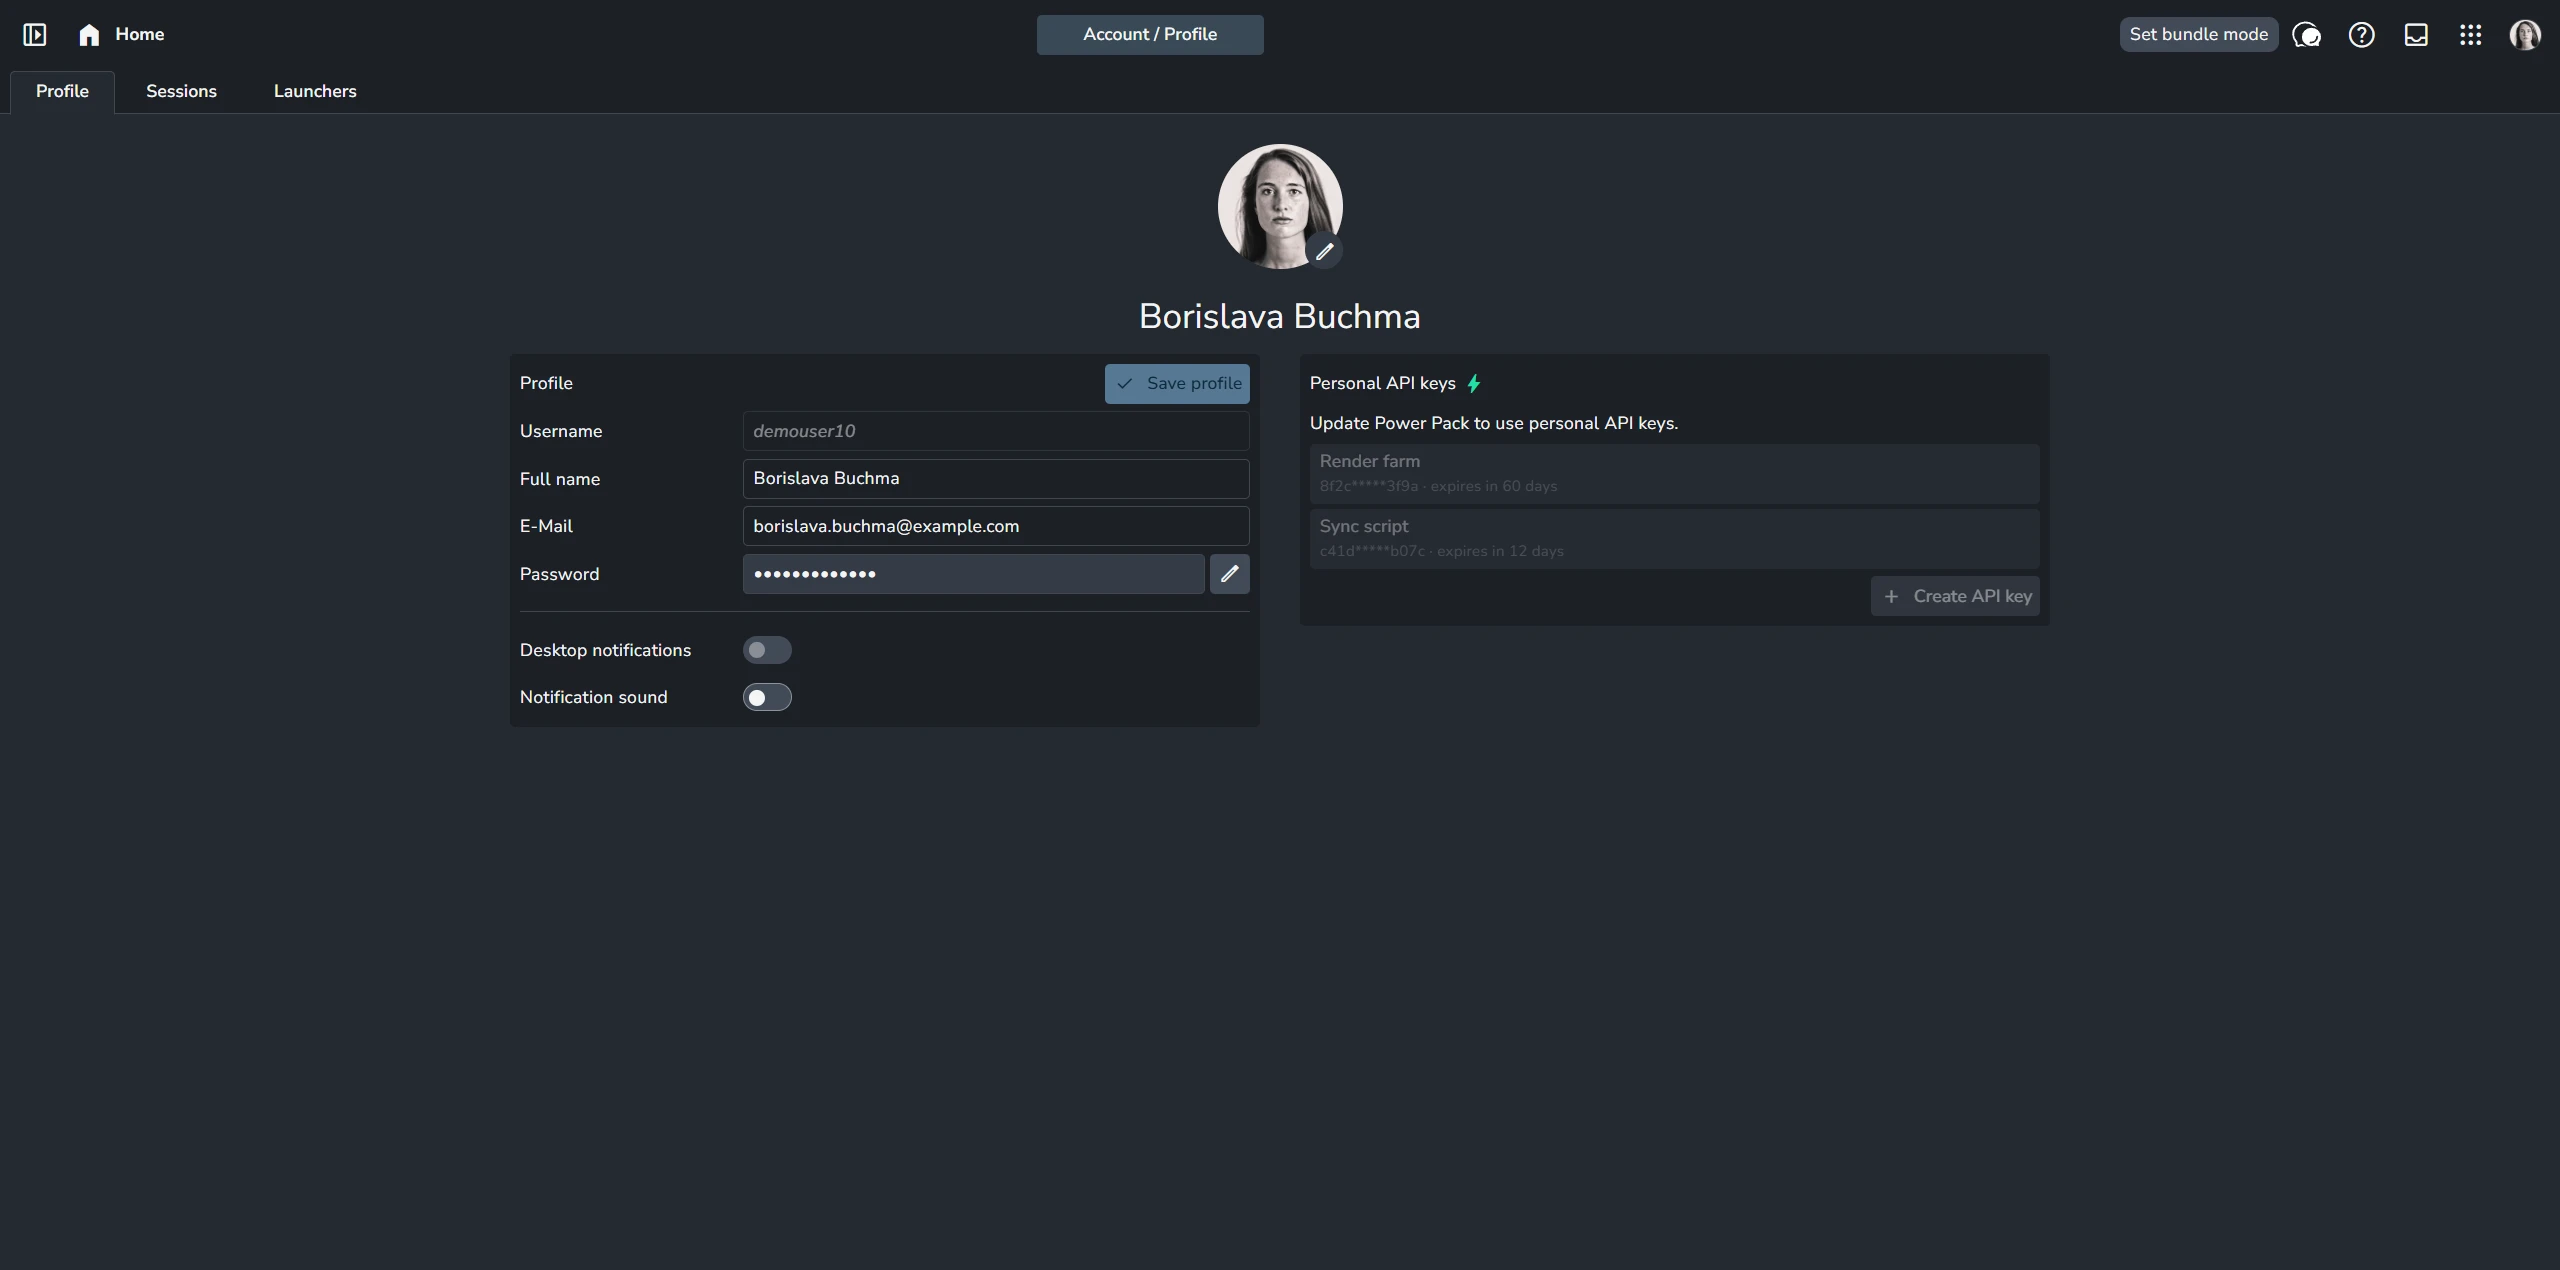 Home
Account / Profile
Set bundle mode
Profile
Sessions
Launchers
Borislava Buchma
Profile
Save profile
Username
demouser10
Full name
Borislava Buchma
E-Mail
borislava.buchma@example.com
Password
•••••••••••••
Desktop notifications
Notification sound
Personal API keys
Update Power Pack to use personal API keys.
Render farm
8f2c*****3f9a · expires in 60 days
Sync script
c41d*****b07c · expires in 12 days
Create API key